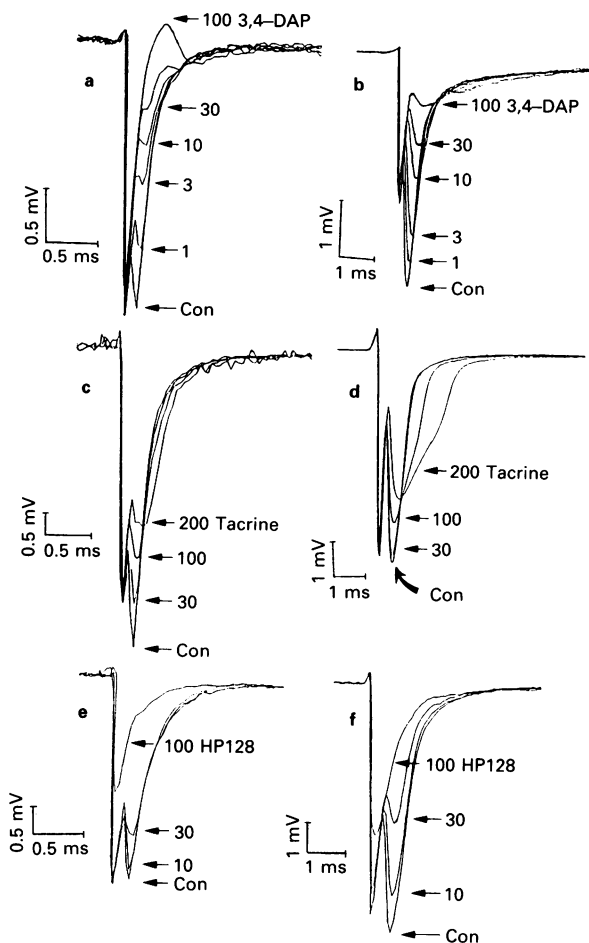 100 3,4–DAP
a
30
10
3
1
Con
0.5 mV
0.5 ms
b
100 3,4–DAP
30
10
3
1
Con
1 mV
1 ms
c
200 Tacrine
100
30
Con
0.5 mV
0.5 ms
d
200 Tacrine
100
30
Con
1 mV
1 ms
e
100 HP128
30
10
Con
0.5 mV
0.5 ms
f
100 HP128
30
10
Con
1 mV
1 ms